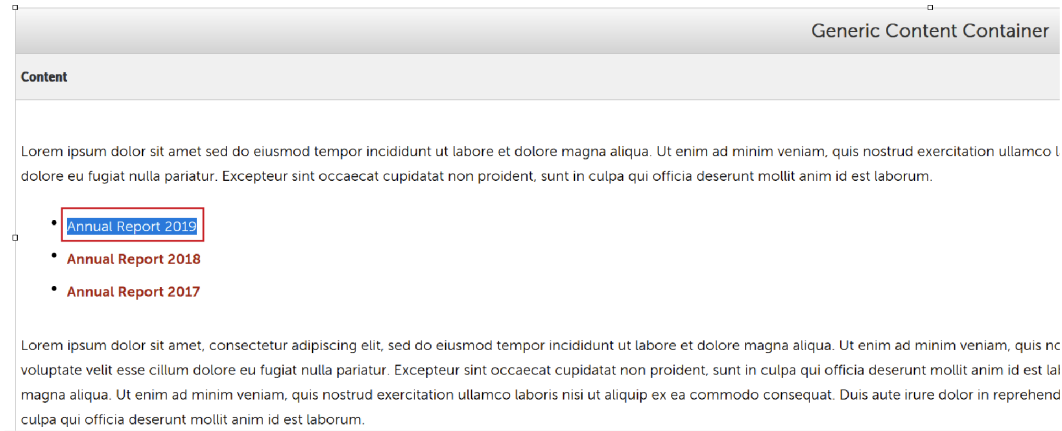 Generic Content Container
Content
Lorem ipsum dolor sit amet sed do eiusmod tempor incididunt ut labore et dolore magna aliqua. Ut enim ad minim veniam, quis nostrud exercitation ullamco
dolore eu fugiat nulla pariatur. Excepteur sint occaecat cupidatat non proident, sunt in culpa qui officia deserunt mollit anim id est laborum.
Annual Report 2019
Annual Report 2018
Annual Report 2017
Lorem ipsum dolor sit amet, consectetur adipiscing elit, sed do eiusmod tempor incididunt ut labore et dolore magna aliqua. Ut enim ad minim veniam, quis
voluptate velit esse cillum dolore eu fugiat nulla pariatur. Excepteur sint occaecat cupidatat non proident, sunt in culpa qui officia deserunt mollit anim id est
magna aliqua. Ut enim ad minim veniam, quis nostrud exercitation ullamco laboris nisi ut aliquip ex ea commodo consequat. Duis aute irure dolor in reprehend
culpa qui officia deserunt mollit anim id est laborum.